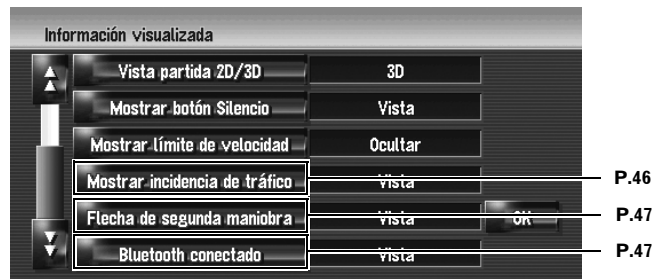 Información visualizada
Vista partida 2D/3D 3D
Mostrar botón Silencio Vista
Mostrar límite de velocidad Ocultar
Mostrar incidencia de tráfico Vista P.46
Flecha de segunda maniobra Vista OK P.47
Bluetooth conectado Vista P.47